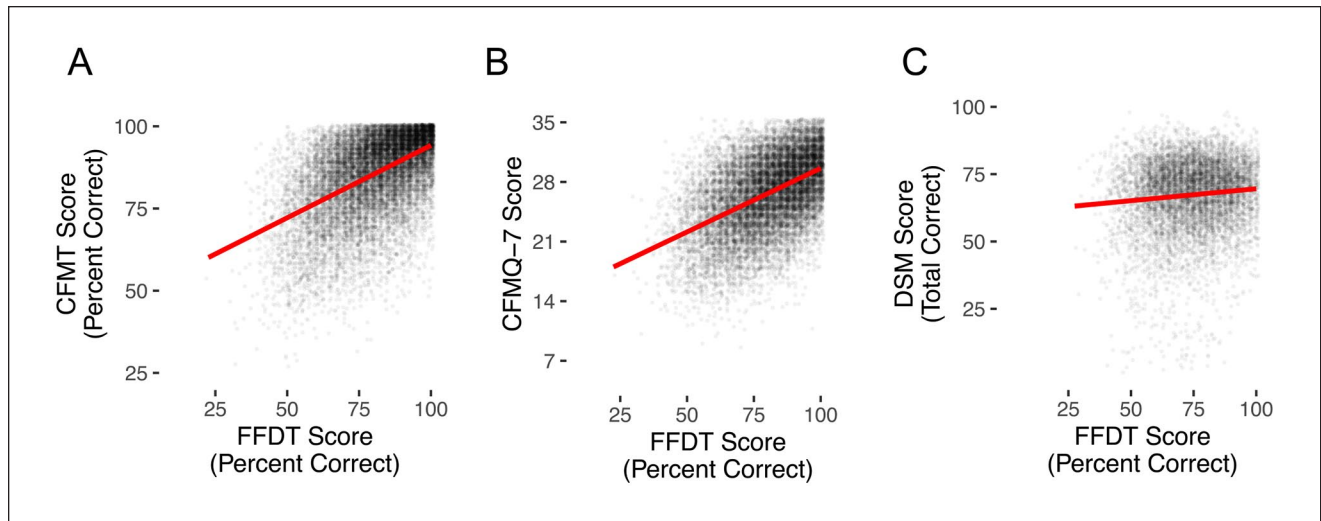 A
CFMT Score
(Percent Correct)
100
75
50
25
25 50 75 100
FFDT Score
(Percent Correct)
B
CFMQ-7 Score
35
28
21
14
7
25 50 75 100
FFDT Score
(Percent Correct)
C
DSM Score
(Total Correct)
100
75
50
25
25 50 75 100
FFDT Score
(Percent Correct)